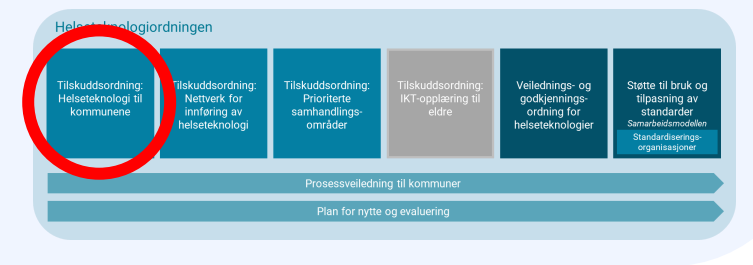 Helseteknologiordningen
Tilskuddsordning:
Helseteknologi til
kommunene
Tilskuddsordning:
Nettverk for
innføring av
helseteknologi
Tilskuddsordning:
Prioriterte
samhandlings-
områder
Tilskuddsordning:
IKT-opplæring til
eldre
Veilednings- og
godkjennings-
ordning for
helseteknologier
Støtte til bruk og
tilpasning av
standarder
Samarbeidsmodellen
Standardiserings-
organisasjoner
Prosessveiledning til kommuner
Plan for nytte og evaluering